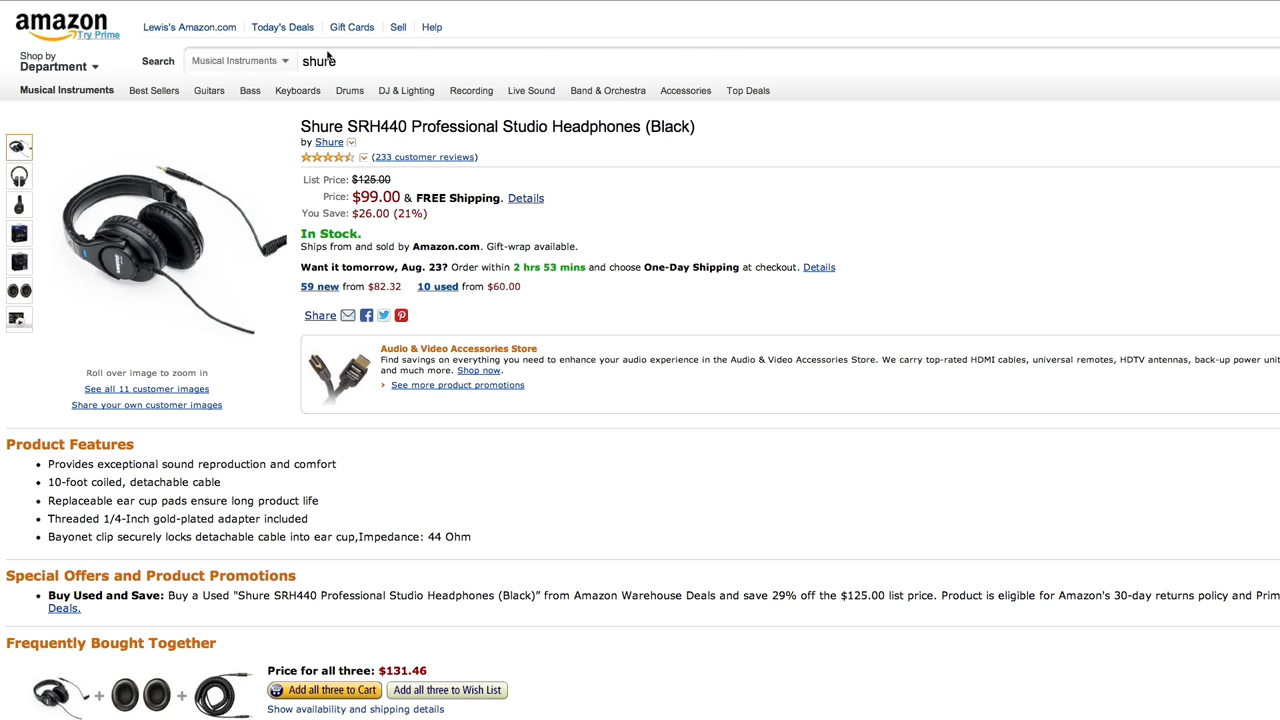 amazon
Try Prime
Lewis's Amazon.com
Today's Deals
Gift Cards
Sell
Help
Shop by
Department
Search
Musical Instruments
shure
Musical Instruments
Best Sellers
Guitars
Bass
Keyboards
Drums
DJ & Lighting
Recording
Live Sound
Band & Orchestra
Accessories
Top Deals
Shure SRH440 Professional Studio Headphones (Black)
by Shure
(233 customer reviews)
List Price: $125.00
Price: $99.00 & FREE Shipping. Details
You Save: $26.00 (21%)
In Stock.
Ships from and sold by Amazon.com. Gift-wrap available.
Want it tomorrow, Aug. 23? Order within 2 hrs 53 mins and choose One-Day Shipping at checkout. Details
59 new from $82.32 10 used from $60.00
Share
Audio & Video Accessories Store
Find savings on everything you need to enhance your audio experience in the Audio & Video Accessories Store. We carry top-rated HDMI cables, universal remotes, HDTV antennas, back-up power unit
and much more. Shop now.
See more product promotions
Roll over image to zoom in
See all 11 customer images
Share your own customer images
Product Features
Provides exceptional sound reproduction and comfort
10-foot coiled, detachable cable
Replaceable ear cup pads ensure long product life
Threaded 1/4-Inch gold-plated adapter included
Bayonet clip securely locks detachable cable into ear cup,Impedance: 44 Ohm
Special Offers and Product Promotions
Buy Used and Save: Buy a Used "Shure SRH440 Professional Studio Headphones (Black)" from Amazon Warehouse Deals and save 29% off the $125.00 list price. Product is eligible for Amazon's 30-day returns policy and Prim
Deals.
Frequently Bought Together
Price for all three: $131.46
Add all three to Cart
Add all three to Wish List
Show availability and shipping details